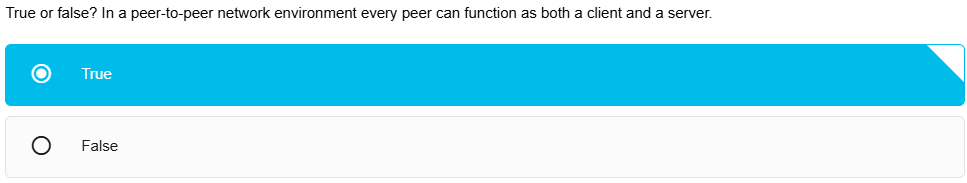 True or false? In a peer-to-peer network environment every peer can function as both a client and a server.
True
False